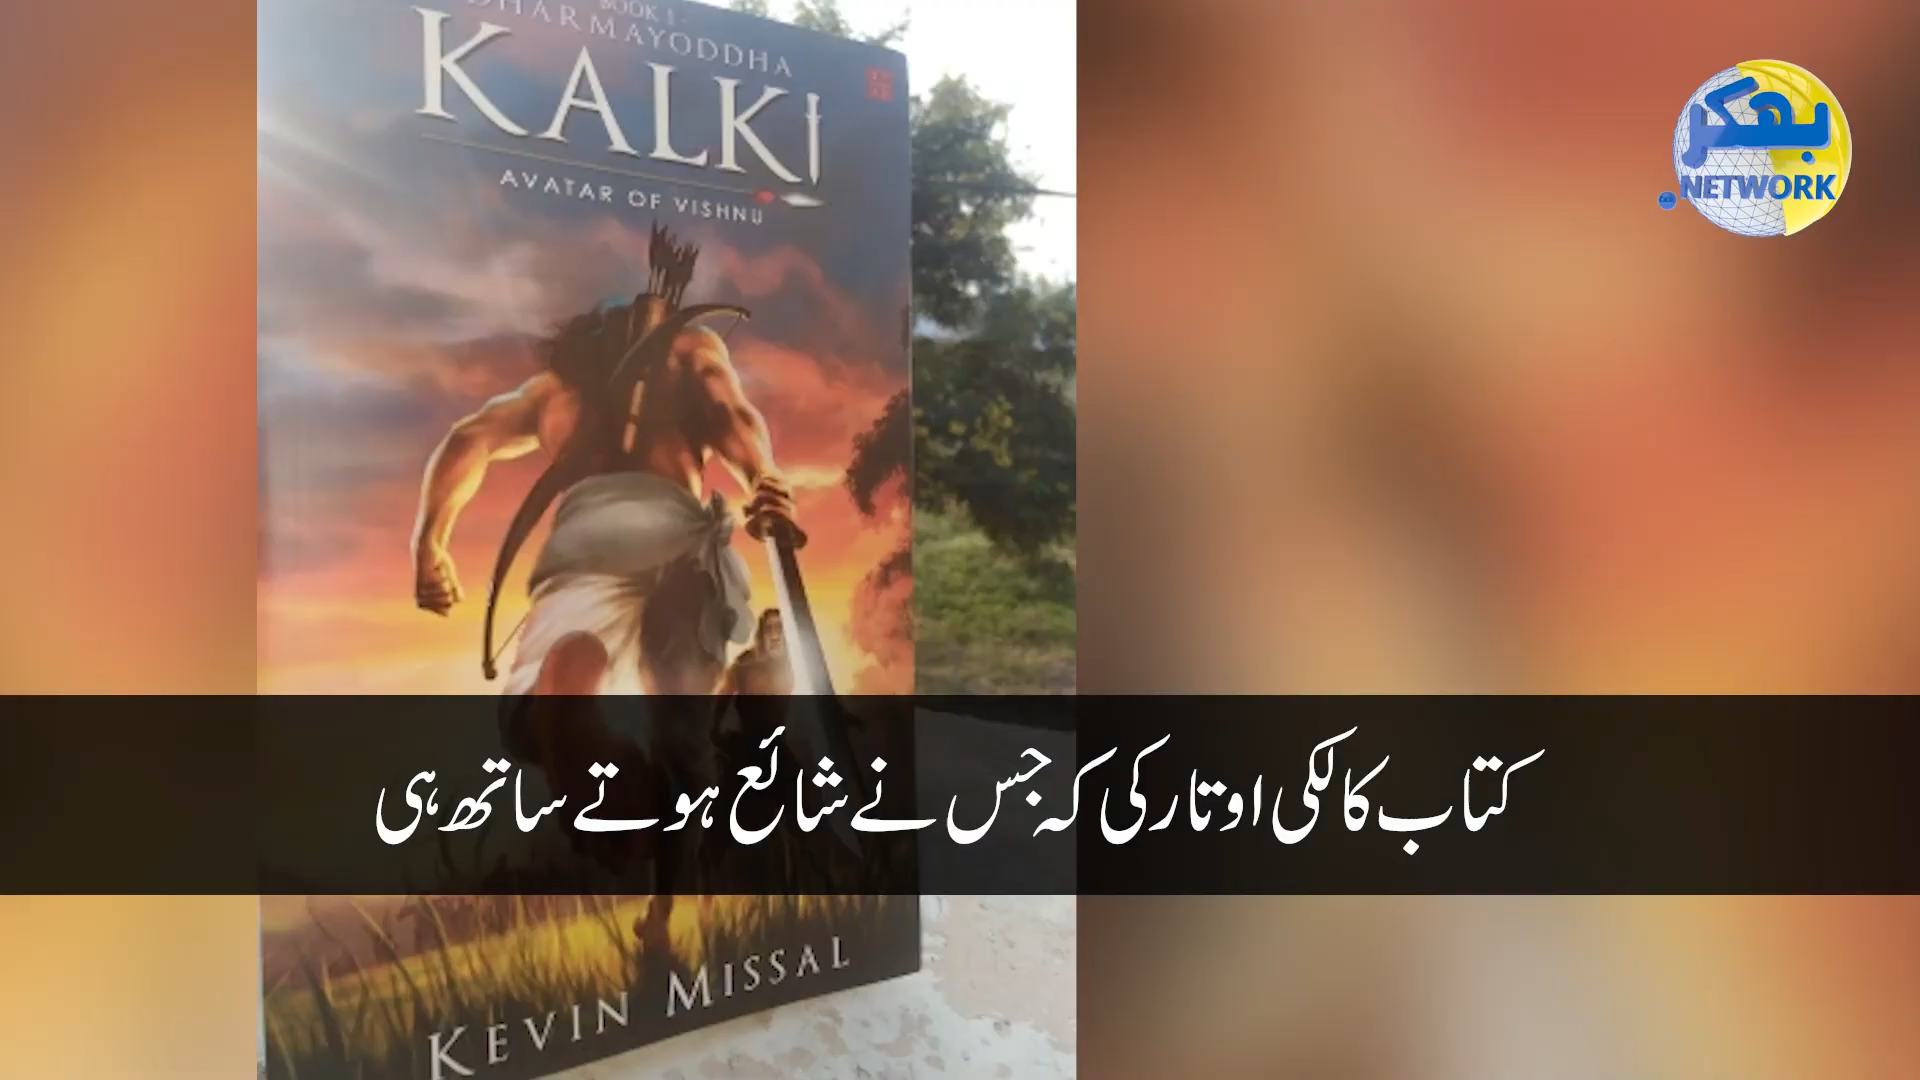 BOOK 1
DHARMAYODDHA
KALKI
AVATAR OF VISHNU
بھکر
NETWORK
کتاب کالکی اوتار کی کہ جس نے شائع ہوتے ساتھ ہی
KEVIN MISSAL